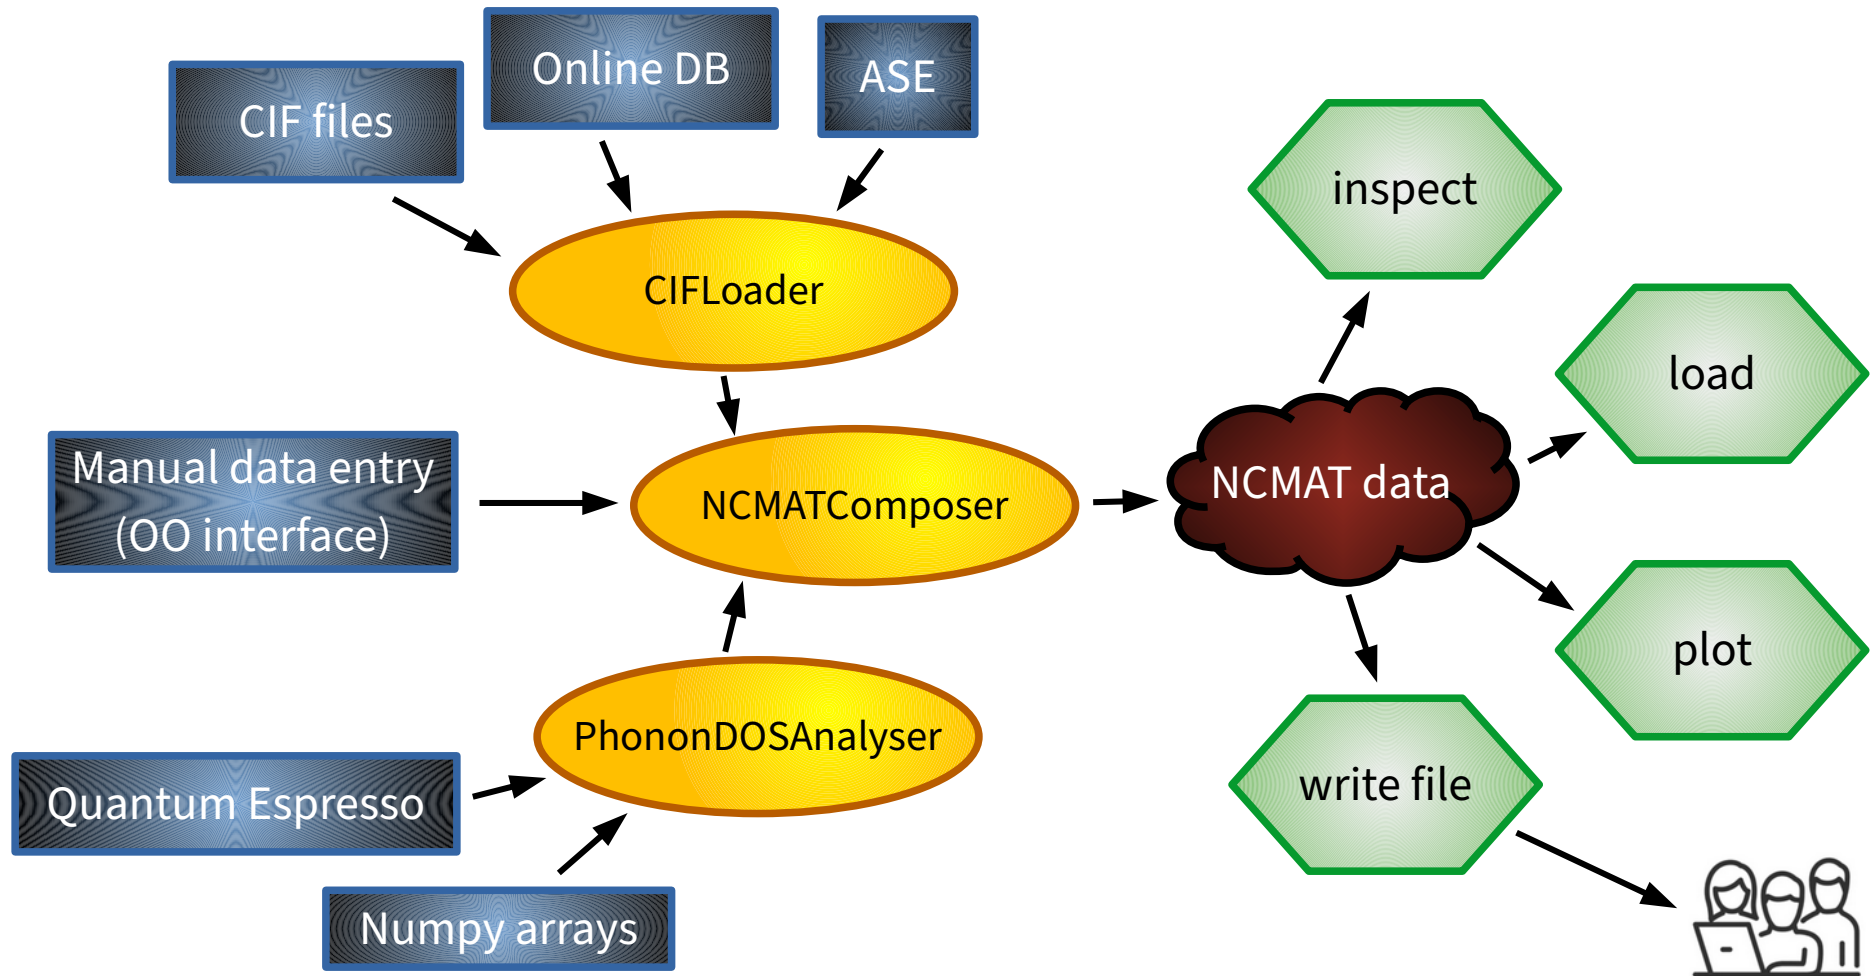 CIF files
Online DB
ASE
CIFLoader
Manual data entry
(OO interface)
NCMATComposer
PhononDOSAnalyser
Quantum Espresso
Numpy arrays
NCMAT data
inspect
load
plot
write file